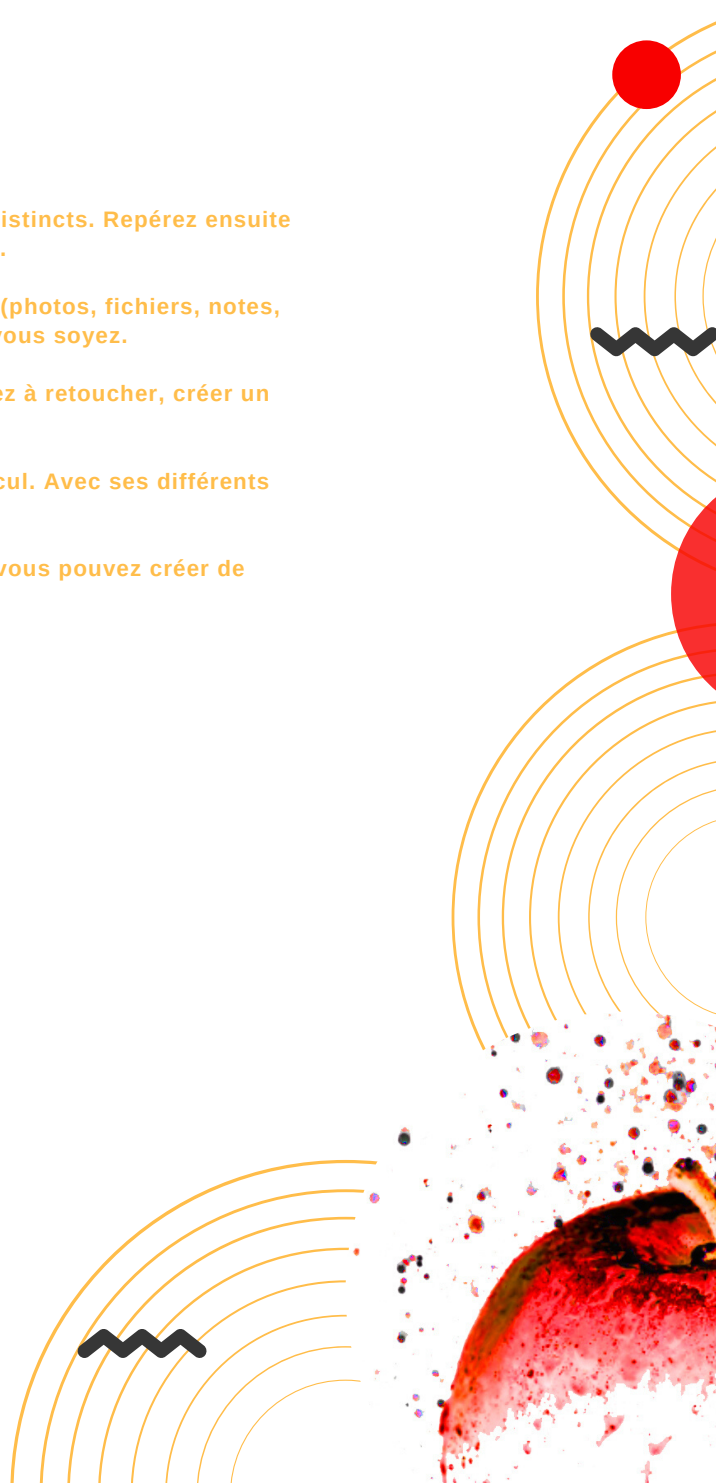 istincts. Repérez ensuite
.
(photos, fichiers, notes,
vous soyez.
ez à retoucher, créer un
cul. Avec ses différents
vous pouvez créer de